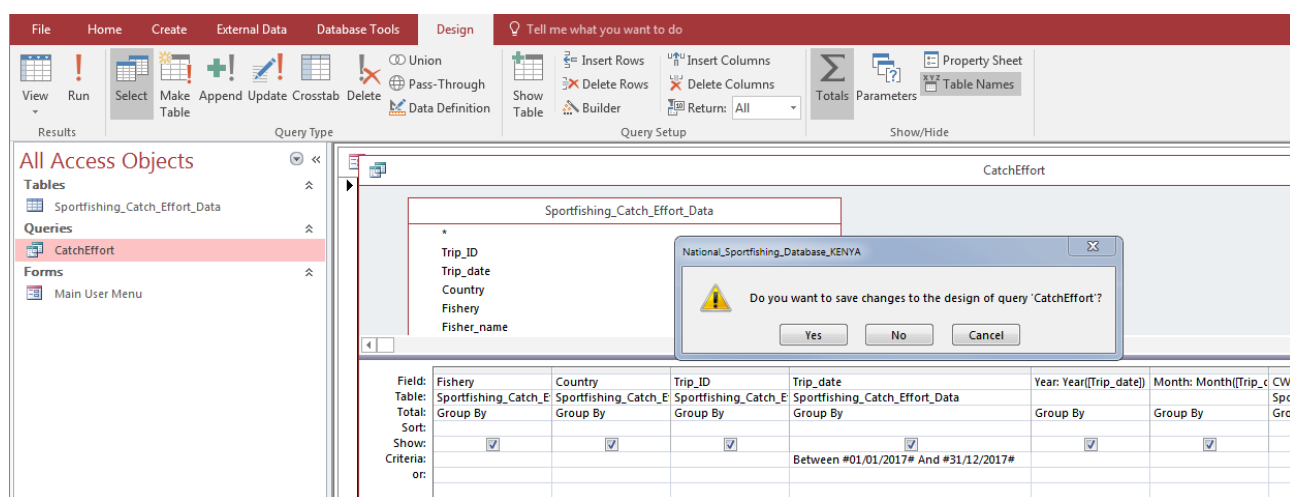 File Home Create External Data Database Tools Design Tell me what you want to do
View Run Select Make Table Append Update Crosstab Delete
Union
Pass-Through
Data Definition
Show Table
Insert Rows
Delete Rows
Builder
Insert Columns
Delete Columns
Return: All
Totals Parameters
Property Sheet
XYZ Table Names
Results Query Type Query Setup Show/Hide
All Access Objects
Tables
Sportfishing_Catch_Effort_Data
Queries
CatchEffort
Forms
Main User Menu
CatchEffort
Sportfishing_Catch_Effort_Data
*
Trip_ID
Trip_date
Country
Fishery
Fisher_name
National_Sportfishing_Database_KENYA
Do you want to save changes to the design of query 'CatchEffort'?
Yes No Cancel
Field: Fishery Country Trip_ID Trip_date Year: Year([Trip_date]) Month: Month([Trip_c CW
Table: Sportfishing_Catch_E Sportfishing_Catch_E Sportfishing_Catch_E Sportfishing_Catch_Effort_Data Spo
Total: Group By Group By Group By Group By Group By Group By Gro
Sort:
Show:
Criteria: Between #01/01/2017# And #31/12/2017#
or: